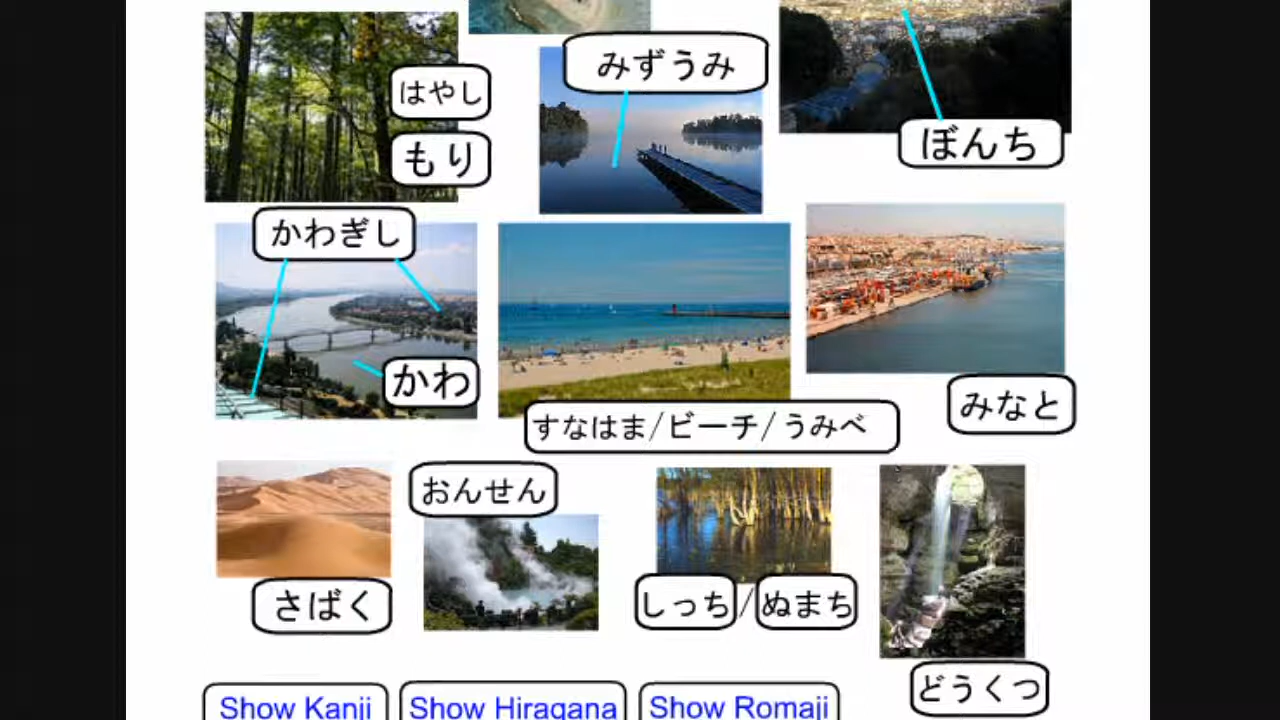 はやし
もり
みずうみ
ぼんち
かわぎし
かわ
すなはま/ビーチ/うみべ
みなと
さばく
おんせん
しっち/ぬまち
どうくつ
Show Kanji
Show Hiragana
Show Romaji